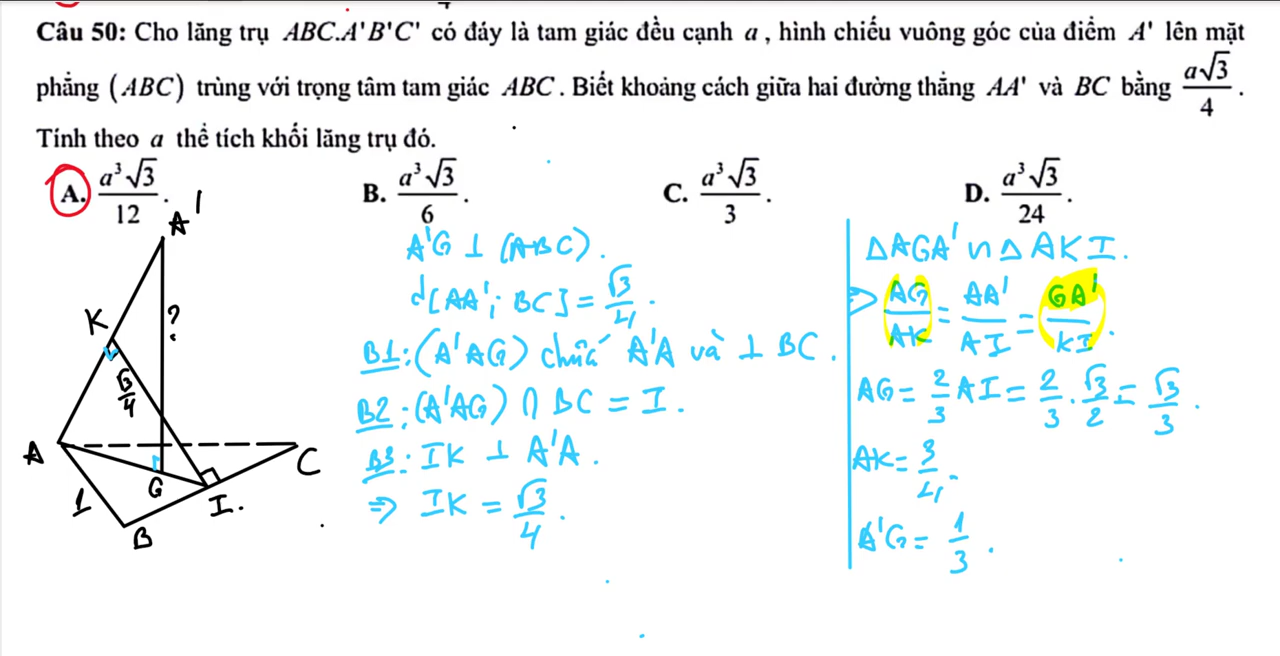 Câu 50: Cho lăng trụ ABC.A'B'C' có đáy là tam giác đều cạnh a, hình chiếu vuông góc của điểm A' lên mặt
phẳng (ABC) trùng với trọng tâm tam giác ABC. Biết khoảng cách giữa hai đường thẳng AA' và BC bằng a√3/4.
Tính theo a thể tích khối lăng trụ đó.
A. a³√3/12. B. a³√3/6. C. a³√3/3. D. a³√3/24.
A'
K
?
√3/4
A
G
I.
C
1
B
A'G ⊥ (ABC).
d[AA'; BC] = √3/4.
B1: (A'AG) chứa A'A và ⊥ BC.
B2: (A'AG) ∩ BC = I.
B3: IK ⊥ A'A.
⇒ IK = √3/4.
ΔAGA' ∽ ΔAKI.
⇒ AG/AK = AA'/AI = GA'/KI.
AG = 2/3 AI = 2/3 . √3/2 = √3/3.
AK = 3/4.
A'G = 1/3.